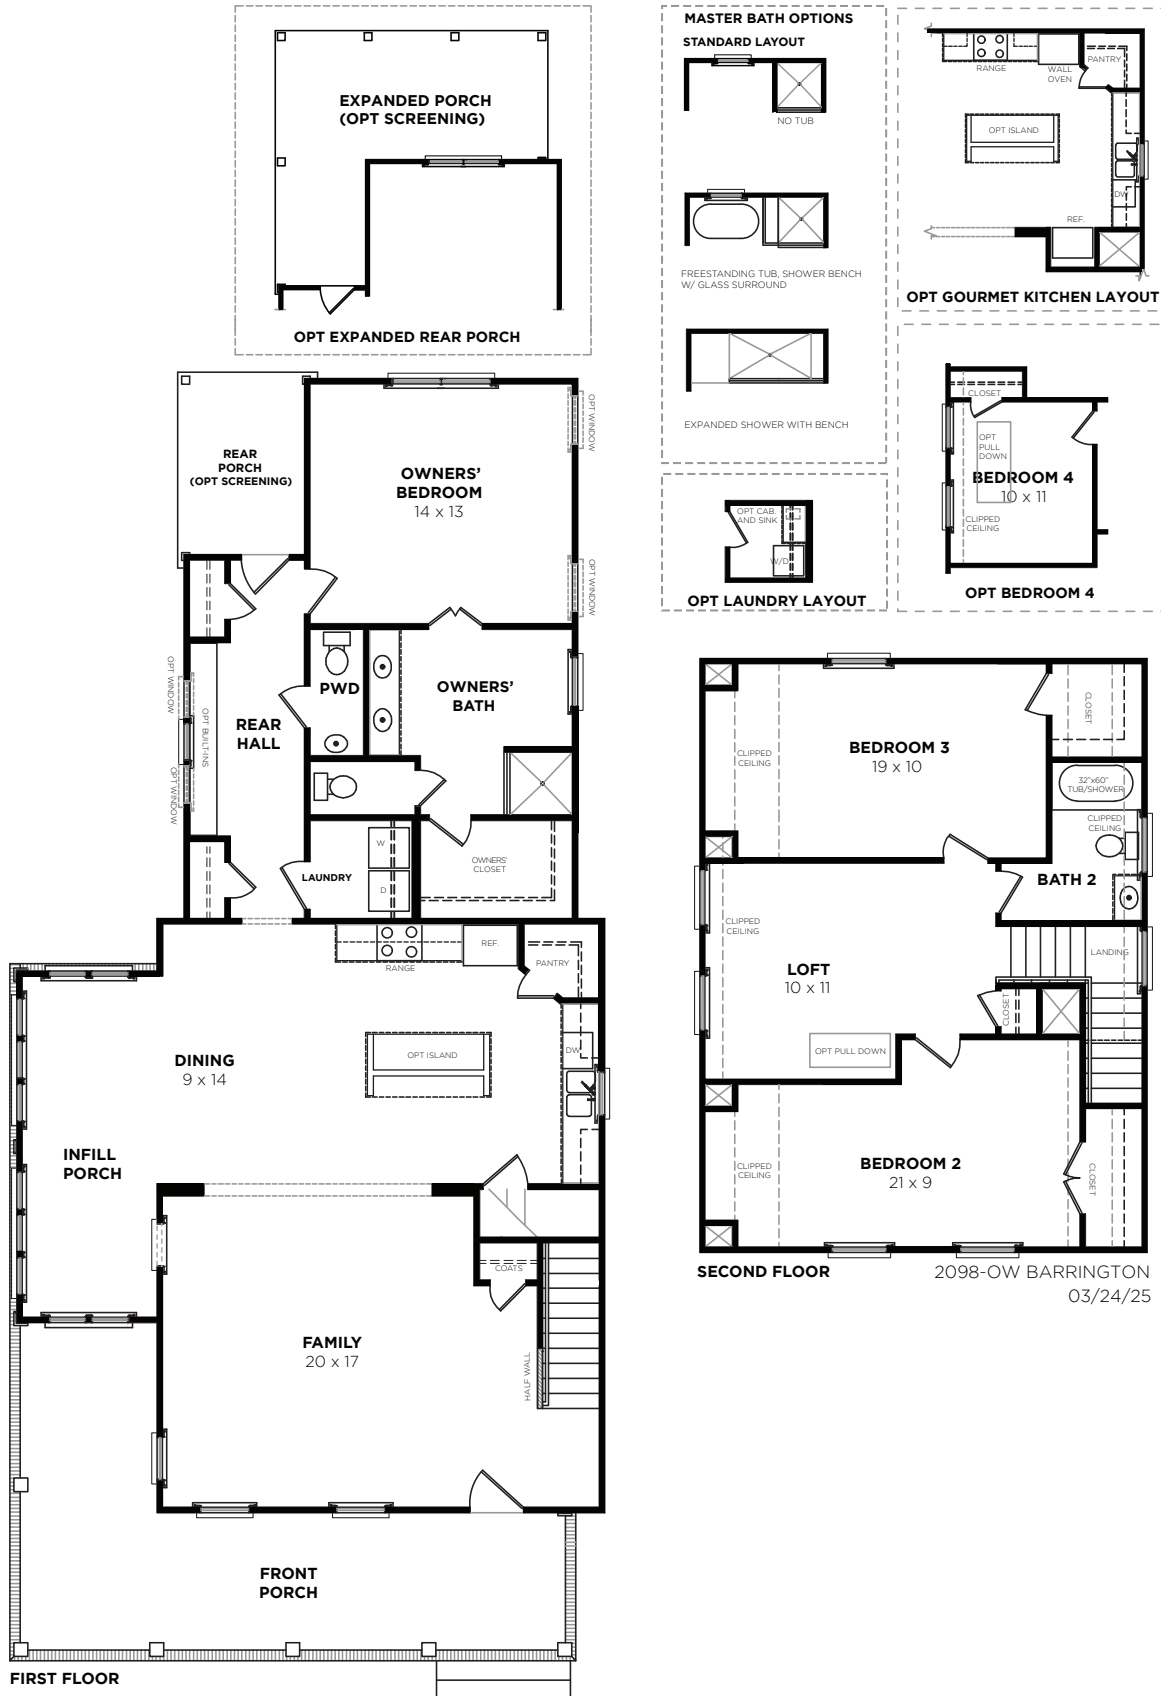 EXPANDED PORCH
(OPT SCREENING)
OPT EXPANDED REAR PORCH
MASTER BATH OPTIONS
STANDARD LAYOUT
NO TUB
FREESTANDING TUB, SHOWER BENCH
W/ GLASS SURROUND
EXPANDED SHOWER WITH BENCH
RANGE
WALL
OVEN
PANTRY
OPT ISLAND
DW
REF.
OPT GOURMET KITCHEN LAYOUT
OPT CAB.
AND SINK
W/D
OPT LAUNDRY LAYOUT
CLOSET
OPT
PULL
DOWN
BEDROOM 4
10 x 11
CLIPPED
CEILING
OPT BEDROOM 4
REAR
PORCH
(OPT SCREENING)
OWNERS'
BEDROOM
14 x 13
OPT WINDOW
OPT WINDOW
PWD
OWNERS'
BATH
OPT WINDOW
OPT BUILT-INS
REAR
HALL
OPT WINDOW
W
D
LAUNDRY
OWNERS'
CLOSET
RANGE
REF.
PANTRY
DINING
9 x 14
OPT ISLAND
DW
INFILL
PORCH
COATS
FAMILY
20 x 17
HALF WALL
FRONT
PORCH
FIRST FLOOR
BEDROOM 3
19 x 10
CLIPPED
CEILING
CLOSET
32"x60"
TUB/SHOWER
CLIPPED
CEILING
BATH 2
CLIPPED
CEILING
LOFT
10 x 11
LANDING
CLOSET
OPT PULL DOWN
CLIPPED
CEILING
BEDROOM 2
21 x 9
CLOSET
SECOND FLOOR
2098-OW BARRINGTON
03/24/25